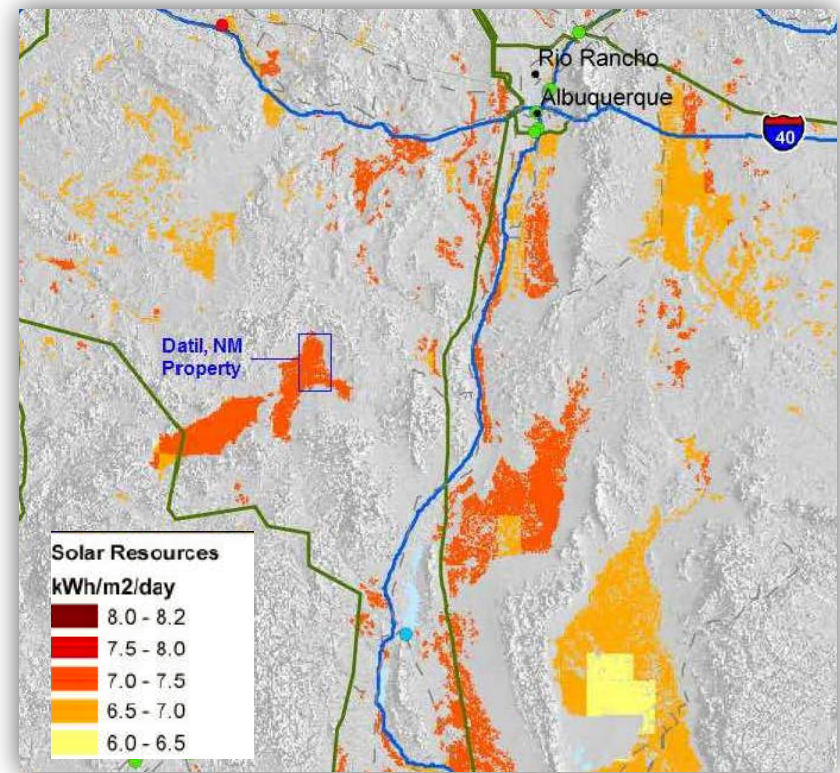 Rio Rancho
Albuquerque
40
Datil, NM
Property
Solar Resources
kWh/m2/day
8.0 - 8.2
7.5 - 8.0
7.0 - 7.5
6.5 - 7.0
6.0 - 6.5